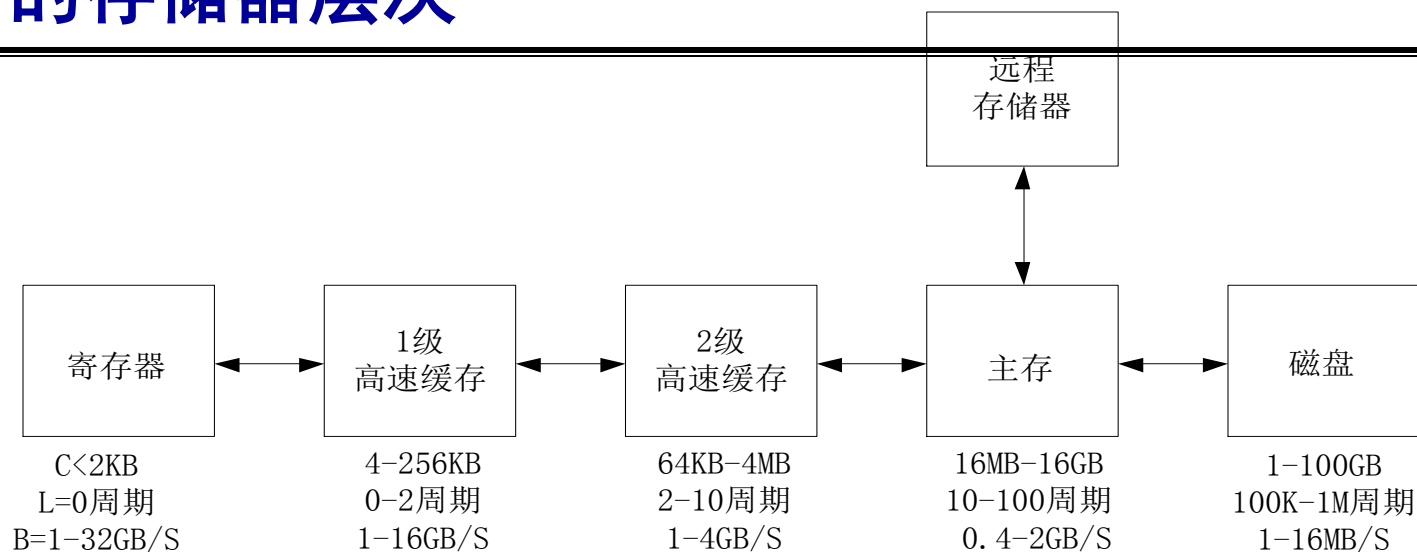 的存储器层次
远程
存储器
寄存器
1级
高速缓存
2级
高速缓存
主存
磁盘
C<2KB
L=0周期
B=1-32GB/S
4-256KB
0-2周期
1-16GB/S
64KB-4MB
2-10周期
1-4GB/S
16MB-16GB
10-100周期
0.4-2GB/S
1-100GB
100K-1M周期
1-16MB/S